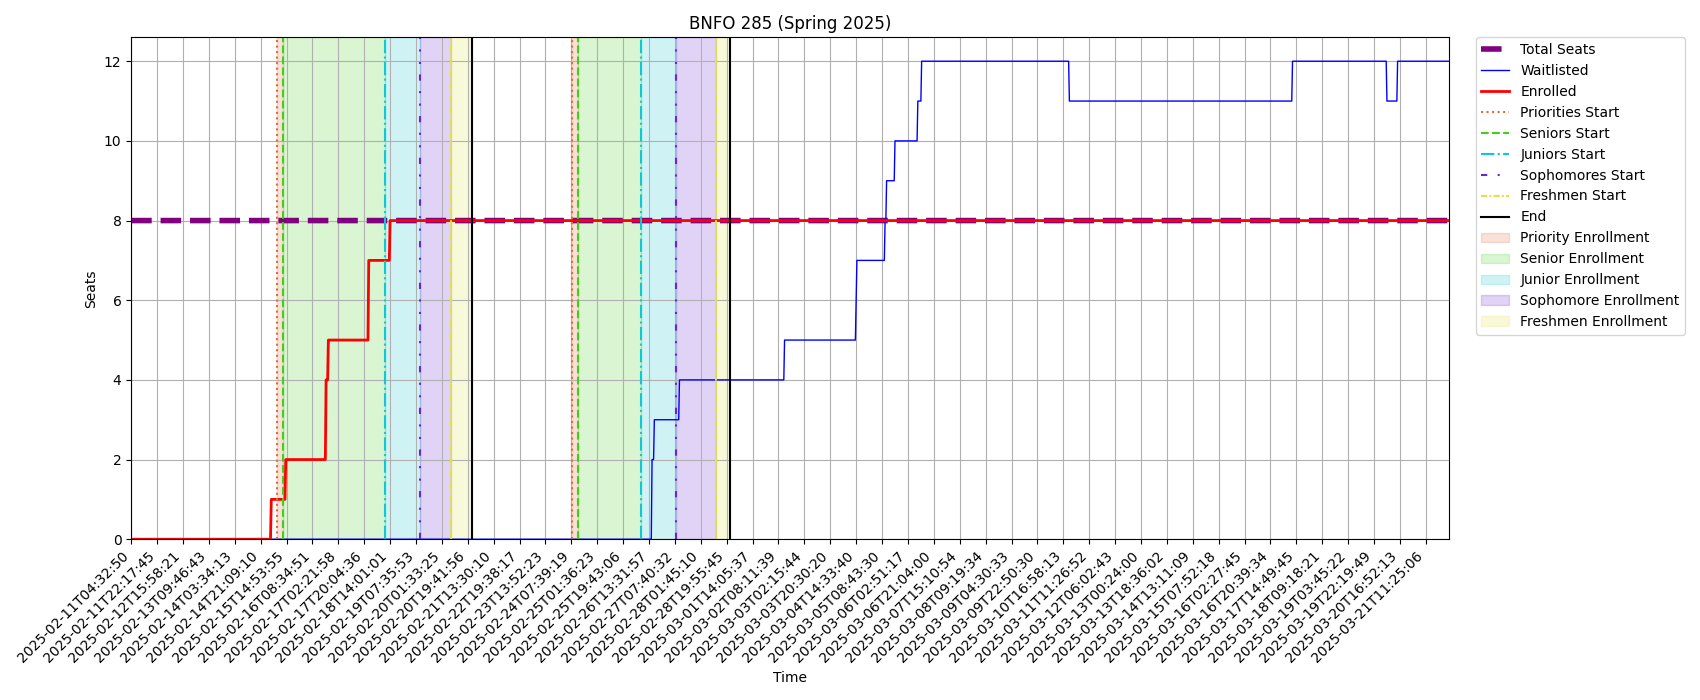 BNFO 285 (Spring 2025)
Seats
12
10
8
6
4
2
0
2025-02-11T04:32:50
2025-02-11T22:17:45
2025-02-12T15:58:21
2025-02-13T09:46:43
2025-02-14T03:34:13
2025-02-14T21:09:10
2025-02-15T14:53:55
2025-02-16T08:34:51
2025-02-17T02:21:58
2025-02-17T20:04:36
2025-02-18T14:01:01
2025-02-19T07:35:53
2025-02-20T01:33:25
2025-02-20T19:41:56
2025-02-21T13:30:10
2025-02-22T19:38:17
2025-02-23T13:52:23
2025-02-24T07:39:19
2025-02-25T01:36:23
2025-02-25T19:43:06
2025-02-26T13:31:57
2025-02-27T07:40:32
2025-02-28T01:45:10
2025-02-28T19:55:45
2025-03-01T14:05:37
2025-03-02T08:11:39
2025-03-03T02:15:44
2025-03-03T20:30:20
2025-03-04T14:33:40
2025-03-05T08:43:30
2025-03-06T02:51:17
2025-03-06T21:04:00
2025-03-07T15:10:54
2025-03-08T09:19:34
2025-03-09T04:30:33
2025-03-09T22:50:30
2025-03-10T16:58:13
2025-03-11T11:26:52
2025-03-12T06:02:43
2025-03-13T00:24:00
2025-03-13T18:36:02
2025-03-14T13:11:09
2025-03-15T07:52:18
2025-03-16T02:27:45
2025-03-16T20:39:34
2025-03-17T14:49:45
2025-03-18T09:18:21
2025-03-19T03:45:22
2025-03-19T22:19:49
2025-03-20T16:52:13
2025-03-21T11:25:06
Time
Total Seats
Waitlisted
Enrolled
Priorities Start
Seniors Start
Juniors Start
Sophomores Start
Freshmen Start
End
Priority Enrollment
Senior Enrollment
Junior Enrollment
Sophomore Enrollment
Freshmen Enrollment